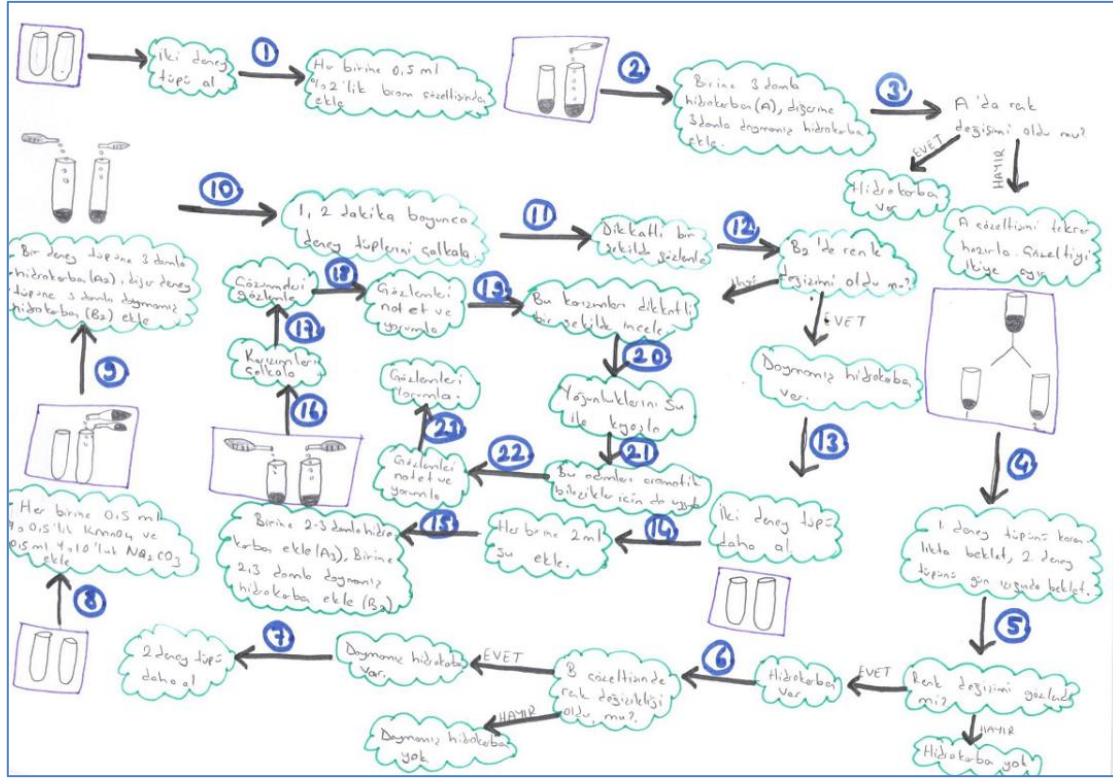 İki deney
tüpü al
1
Her birine 0,5 ml
%2'lik brom çözeltisinden
ekle
2
Birine 3 damla
hidrokarbon (A), diğerine
3 damla doymamış hidrokarbon
ekle.
3
A'da renk
değişimi oldu mu?
EVET
Hidrokarbon
var
HAYIR
A çözeltisini tekrar
hazırla. Çözeltiyi
ikiye ayır
1
2
4
1. deney tüpünü karan-
lıkta beklet, 2. deney
tüpünü gün ışığında beklet.
5
Renk değişimi gözlendi
mi?
HAYIR
Hidrokarbon yok
EVET
Hidrokarbon
var
6
B çözeltisinde
renk değişikliği
oldu mu?
HAYIR
Doymamış hidrokarbon
yok
EVET
Doymamış hidrokarbon
var.
7
2 deney tüpü
daha al
8
Her birine 0,5 ml
%0,5'lik KMnO4 ve
0,5 ml %10'luk Na2CO3
ekle
9
Bir deney tüpüne 3 damla
hidrokarbon (A2), diğer deney
tüpüne 3 damla doymamış
hidrokarbon (B2) ekle
10
1, 2 dakika boyunca
deney tüplerini çalkala.
11
Dikkatli bir
şekilde gözlemle
12
B2'de renk
değişimi oldu mu?
EVET
Doymamış hidrokarbon
var.
13
İki deney tüpü
daha al.
14
Her birine 2 ml
su ekle.
15
Birine 2-3 damla hidro
karbon ekle (A3), Birine
2,3 damla doymamış
hidrokarbon ekle (B3)
16
Karışımları
çalkala
17
Çözünmeleri
gözlemle
18
Gözlemleri
not et ve
yorumla
19
Bu karışımları dikkatli
bir şekilde incele
20
Yoğunluklarını su
ile kıyasla
21
Bu adımları aromatik
bileşikler için de uygula
22
Gözlemleri
not et ve
yorumla
23
Gözlemleri
yorumla.